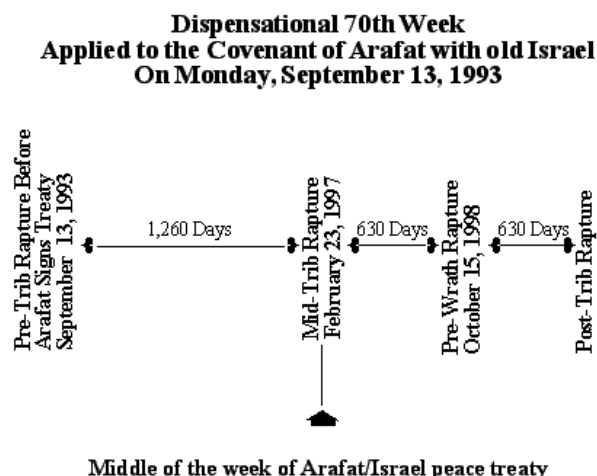 Dispensational 70th Week
Applied to the Covenant of Arafat with old Israel
On Monday, September 13, 1993
Pre-Trib Rapture Before
Arafat Signs Treaty
September 13, 1993
1,260 Days
Mid-Trib Rapture
February 23, 1997
630 Days
Pre-Wrath Rapture
October 15, 1998
630 Days
Post-Trib Rapture
Middle of the week of Arafat/Israel peace treaty